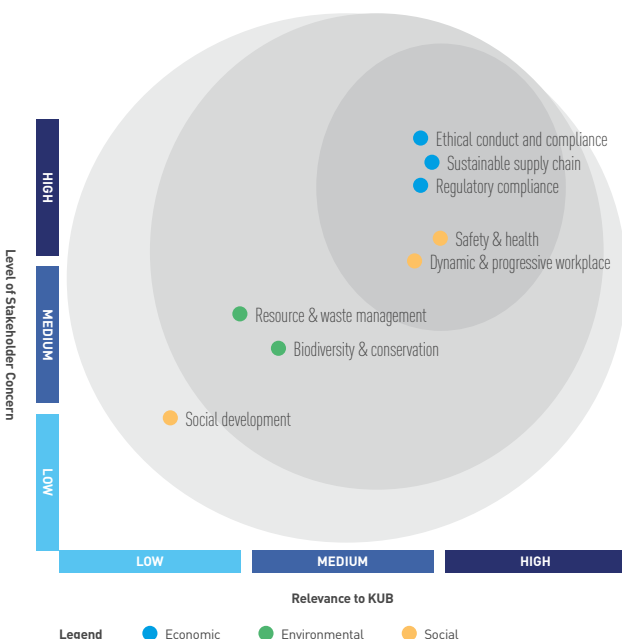 Ethical conduct and compliance
Sustainable supply chain
Regulatory compliance
Safety & health
Dynamic & progressive workplace
Resource & waste management
Biodiversity & conservation
Social development
Level of Stakeholder Concern
HIGH
MEDIUM
LOW
LOW MEDIUM HIGH
Relevance to KUB
Legend Economic Environmental Social